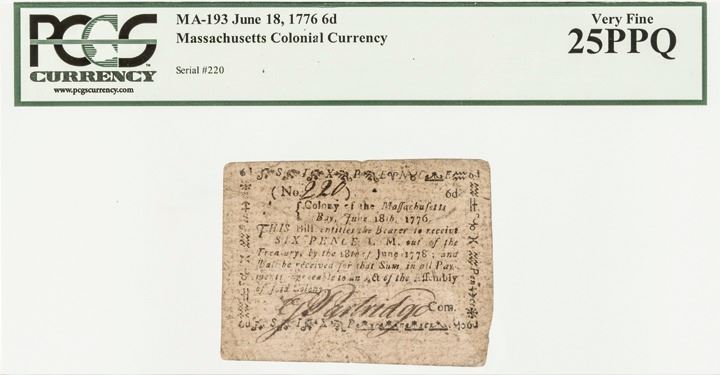 PCGS
CURRENCY
www.pcgscurrency.com
MA-193 June 18, 1776 6d
Massachusetts Colonial Currency
Serial #220
Very Fine
25PPQ
S I X P E N C E
(No. 220) 6d
Colony of the Maſſachuſetts
Bay, June 18th, 1776.
THIS Bill entitles the Bearer to receive
SIX PENCE L. M. out of the
Treaſury, by the 18th of June 1778; and
ſhall be received for that Sum in all Pay-
ments agreeable to an Act of the Aſſembly
of ſaid Colony.
G Partridge Com.
S I X P